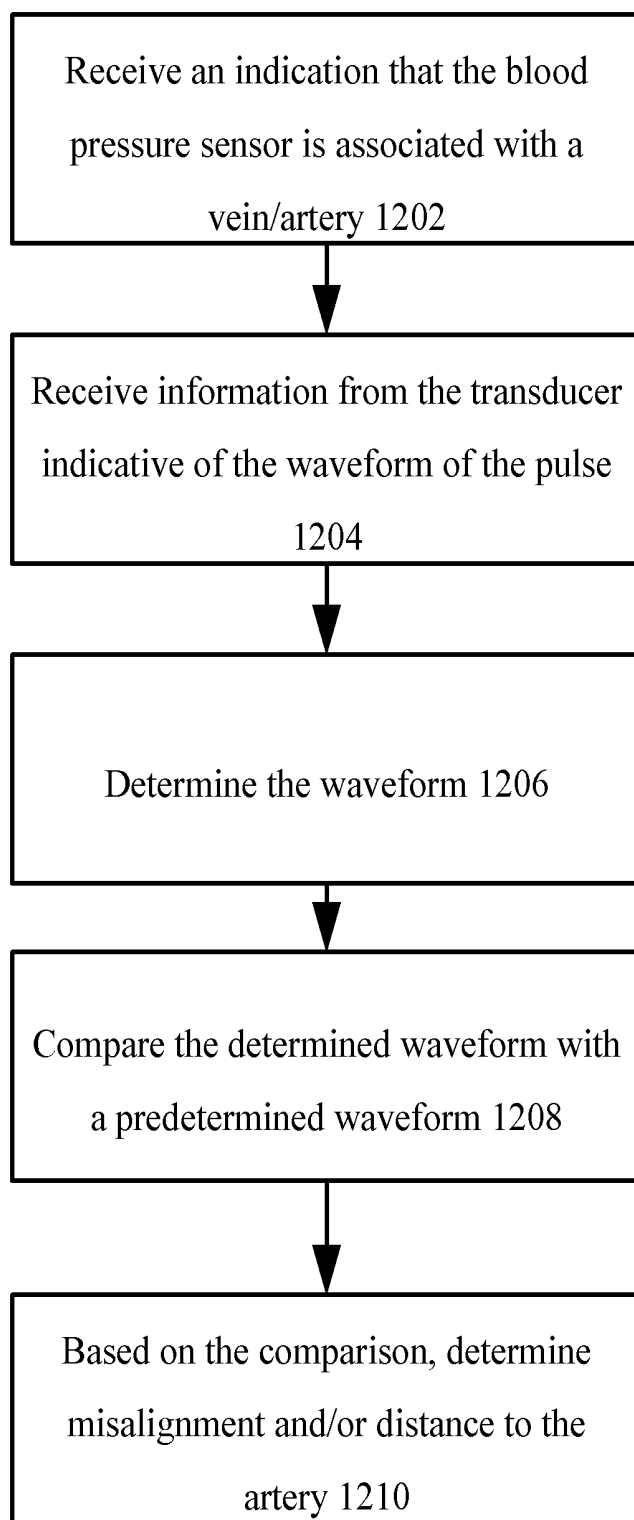 Receive an indication that the blood
pressure sensor is associated with a
vein/artery 1202
Receive information from the transducer
indicative of the waveform of the pulse
1204
Determine the waveform 1206
Compare the determined waveform with
a predetermined waveform 1208
Based on the comparison, determine
misalignment and/or distance to the
artery 1210